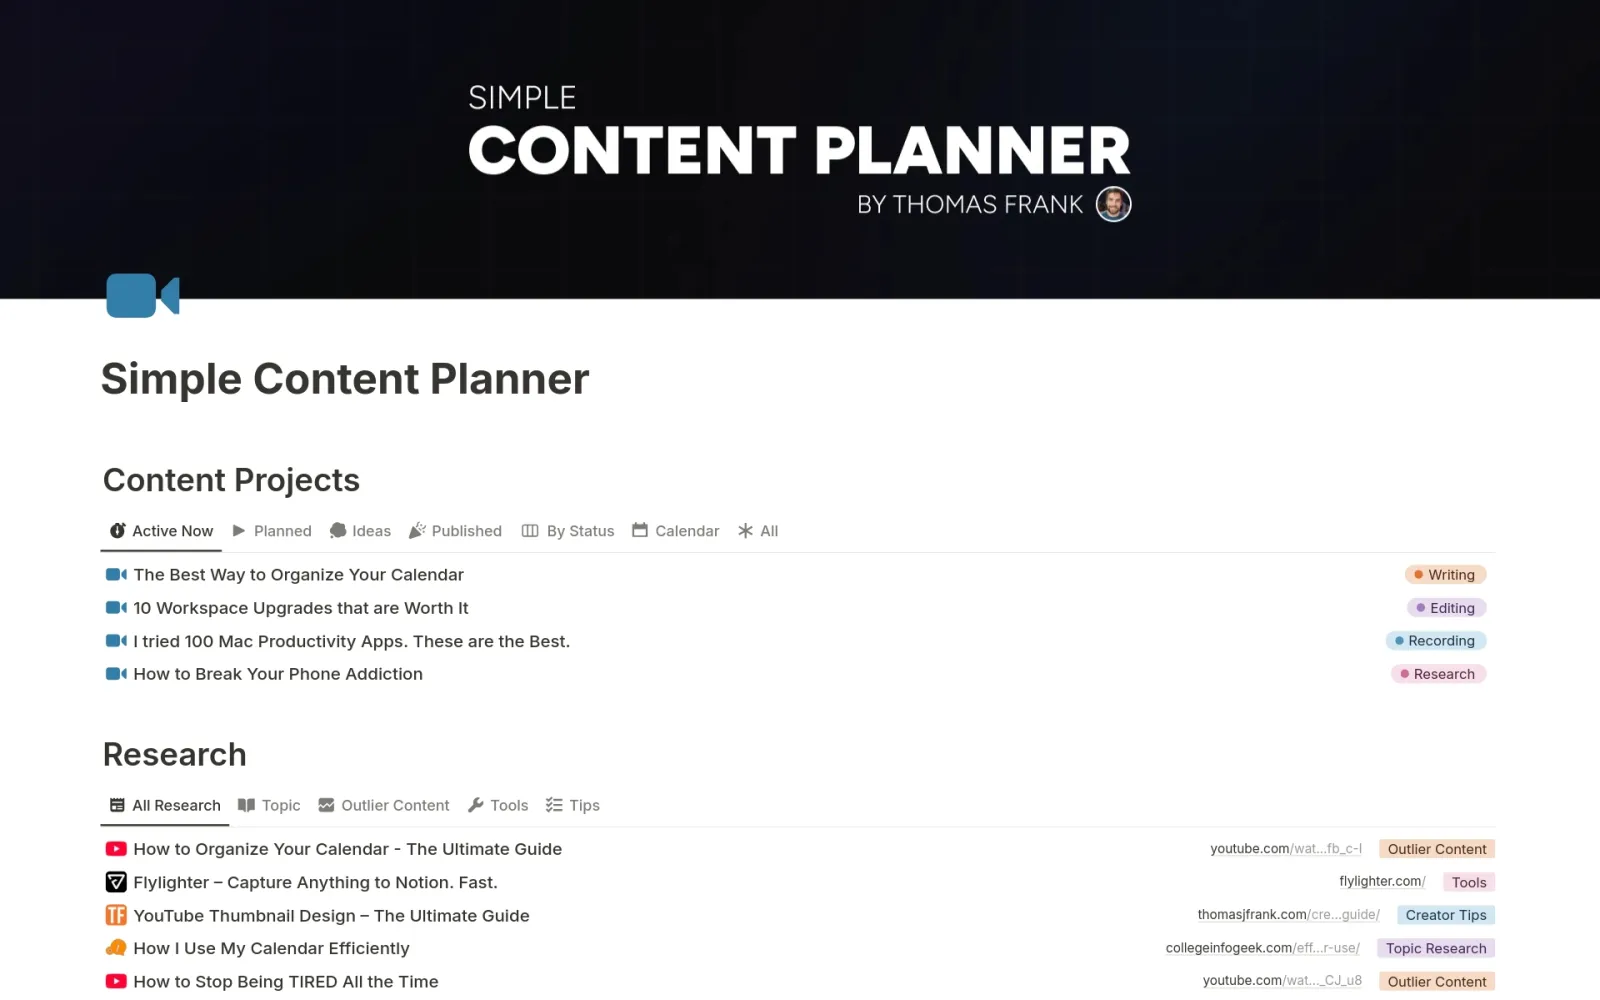 SIMPLE
CONTENT PLANNER
BY THOMAS FRANK
Simple Content Planner
Content Projects
Active Now Planned Ideas Published By Status Calendar All
The Best Way to Organize Your Calendar Writing
10 Workspace Upgrades that are Worth It Editing
I tried 100 Mac Productivity Apps. These are the Best. Recording
How to Break Your Phone Addiction Research
Research
All Research Topic Outlier Content Tools Tips
How to Organize Your Calendar - The Ultimate Guide youtube.com/wat...fb_c-I Outlier Content
Flylighter – Capture Anything to Notion. Fast. flylighter.com/ Tools
TF YouTube Thumbnail Design – The Ultimate Guide thomasjfrank.com/cre...guide/ Creator Tips
How I Use My Calendar Efficiently collegeinfogeek.com/eff...r-use/ Topic Research
How to Stop Being TIRED All the Time youtube.com/wat..._CJ_u8 Outlier Content